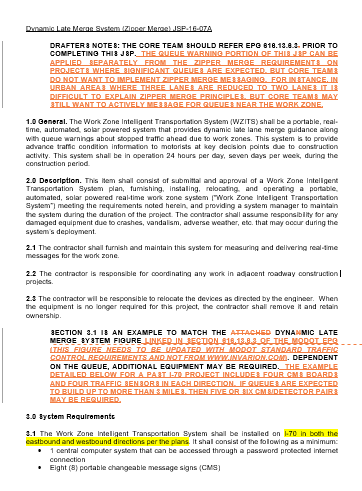 Dynamic Late Merge System (Zipper Merge) JSP-16-07A
DRAFTERS NOTES: THE CORE TEAM SHOULD REFER EPG 616.13.6.3. PRIOR TO
COMPLETING THIS JSP. THE QUEUE WARNING PORTION OF THIS JSP CAN BE
APPLIED SEPARATELY FROM THE ZIPPER MERGE REQUIREMENTS ON
PROJECTS WHERE SIGNIFICANT QUEUES ARE EXPECTED, BUT CORE TEAMS
DO NOT WANT TO IMPLEMENT ZIPPER MERGE MESSAGING. FOR INSTANCE, IN
URBAN AREAS WHERE THREE LANES ARE REDUCED TO TWO LANES IT IS
DIFFICULT TO EXPLAIN ZIPPER MERGE PRINCIPLES, BUT CORE TEAMS MAY
STILL WANT TO ACTIVELY MESSAGE FOR QUEUES NEAR THE WORK ZONE.
1.0 General. The Work Zone Intelligent Transportation System (WZITS) shall be a portable, real-
time, automated, solar powered system that provides dynamic late lane merge guidance along
with queue warnings about stopped traffic ahead due to work zones. This system is to provide
advance traffic condition information to motorists at key decision points due to construction
activity. This system shall be in operation 24 hours per day, seven days per week, during the
construction period.
2.0 Description. This item shall consist of submittal and approval of a Work Zone Intelligent
Transportation System plan, furnishing, installing, relocating, and operating a portable,
automated, solar powered real-time work zone system ("Work Zone Intelligent Transportation
System") meeting the requirements noted herein, and providing a system manager to maintain
the system during the duration of the project. The contractor shall assume responsibility for any
damaged equipment due to crashes, vandalism, adverse weather, etc. that may occur during the
system's deployment.
2.1 The contractor shall furnish and maintain this system for measuring and delivering real-time
messages for the work zone.
2.2 The contractor is responsible for coordinating any work in adjacent roadway construction
projects.
2.3 The contractor will be responsible to relocate the devices as directed by the engineer. When
the equipment is no longer required for this project, the contractor shall remove it and retain
ownership.
SECTION 3.1 IS AN EXAMPLE TO MATCH THE ATTACHED DYNAMIC LATE
MERGE SYSTEM FIGURE LINKED IN SECTION 616.13.6.3 OF THE MODOT EPG
(THIS FIGURE NEEDS TO BE UPDATED WITH MODOT STANDARD TRAFFIC
CONTROL REQUIREMENTS AND NOT FROM WWW.INVARION.COM). DEPENDENT
ON THE QUEUE, ADDITIONAL EQUIPMENT MAY BE REQUIRED. THE EXAMPLE
DETAILED BELOW FOR A PAST I-70 PROJECT INCLUDES FOUR CMS BOARDS
AND FOUR TRAFFIC SENSORS IN EACH DIRECTION. IF QUEUES ARE EXPECTED
TO BUILD UP TO MORE THAN 3 MILES, THEN FIVE OR SIX CMS/DETECTOR PAIRS
MAY BE REQUIRED.
3.0 System Requirements
3.1 The Work Zone Intelligent Transportation System shall be installed on I-70 in both the
eastbound and westbound directions per the plans. It shall consist of the following as a minimum:
• 1 central computer system that can be accessed through a password protected internet
connection
• Eight (8) portable changeable message signs (CMS)